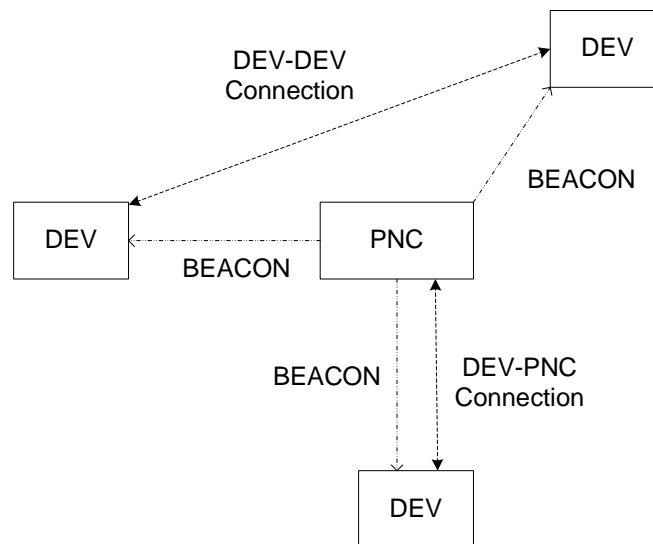 DEV
DEV-DEV
Connection
BEACON
DEV
PNC
BEACON
BEACON
DEV-PNC
Connection
DEV